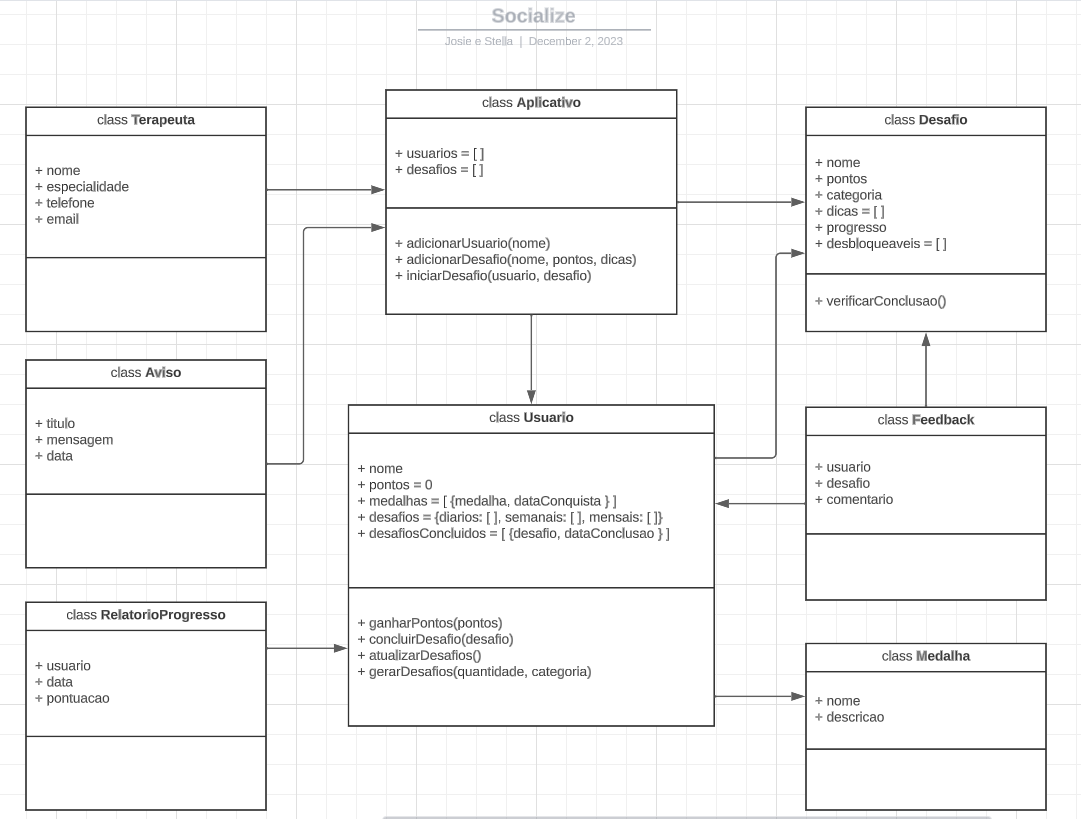 Socialize
Josie e Stella | December 2, 2023
class Terapeuta
+ nome
+ especialidade
+ telefone
+ email
class Aplicativo
+ usuarios = [ ]
+ desafios = [ ]
+ adicionarUsuario(nome)
+ adicionarDesafio(nome, pontos, dicas)
+ iniciarDesafio(usuario, desafio)
class Desafio
+ nome
+ pontos
+ categoria
+ dicas = [ ]
+ progresso
+ desbloqueaveis = [ ]
+ verificarConclusao()
class Aviso
+ titulo
+ mensagem
+ data
class Usuario
+ nome
+ pontos = 0
+ medalhas = [ {medalha, dataConquista } ]
+ desafios = {diarios: [ ], semanais: [ ], mensais: [ ]}
+ desafiosConcluidos = [ {desafio, dataConclusao } ]
+ ganharPontos(pontos)
+ concluirDesafio(desafio)
+ atualizarDesafios()
+ gerarDesafios(quantidade, categoria)
class Feedback
+ usuario
+ desafio
+ comentario
class RelatorioProgresso
+ usuario
+ data
+ pontuacao
class Medalha
+ nome
+ descricao